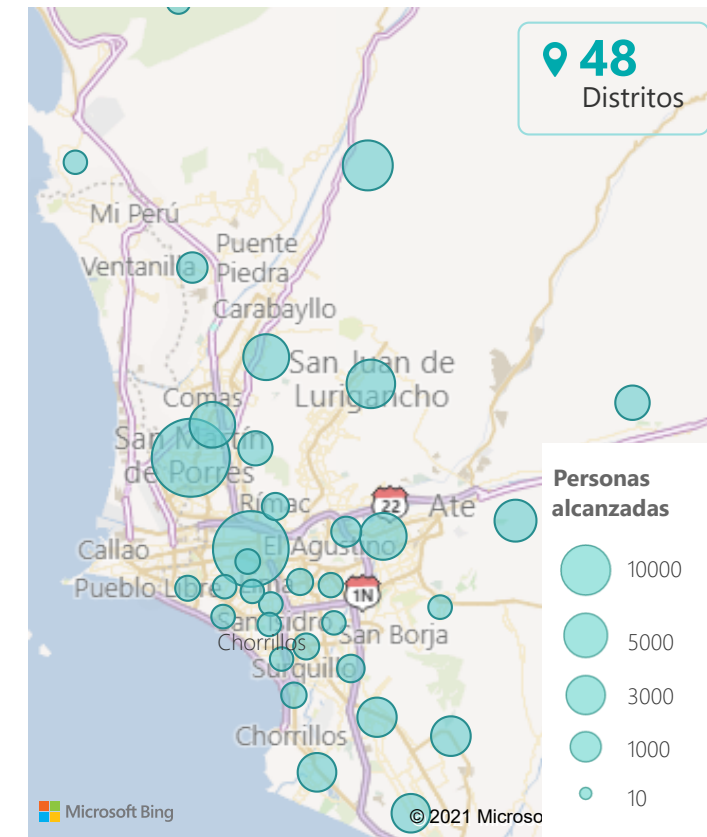 48
Distritos
Mi Perú
Puente
Piedra
Ventanilla
Carabayllo
San Juan de
Lurigancho
Comas
San Martín
de Porres
Rímac
22
Ate
Callao
El Agustino
Pueblo Libre
Lima
1N
San Isidro
San Borja
Chorrillos
Surquillo
Chorrillos
Personas
alcanzadas
10000
5000
3000
1000
10
Microsoft Bing
© 2021 Microso